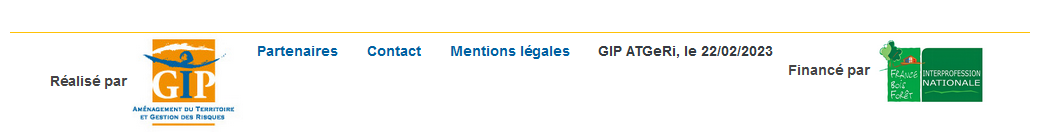 Réalisé par
GIP
AMÉNAGEMENT DU TERRITOIRE
ET GESTION DES RISQUES
Partenaires
Contact
Mentions légales
GIP ATGeRi, le 22/02/2023
Financé par
FRANCE
BOIS
FORÊT
INTERPROFESSION
NATIONALE